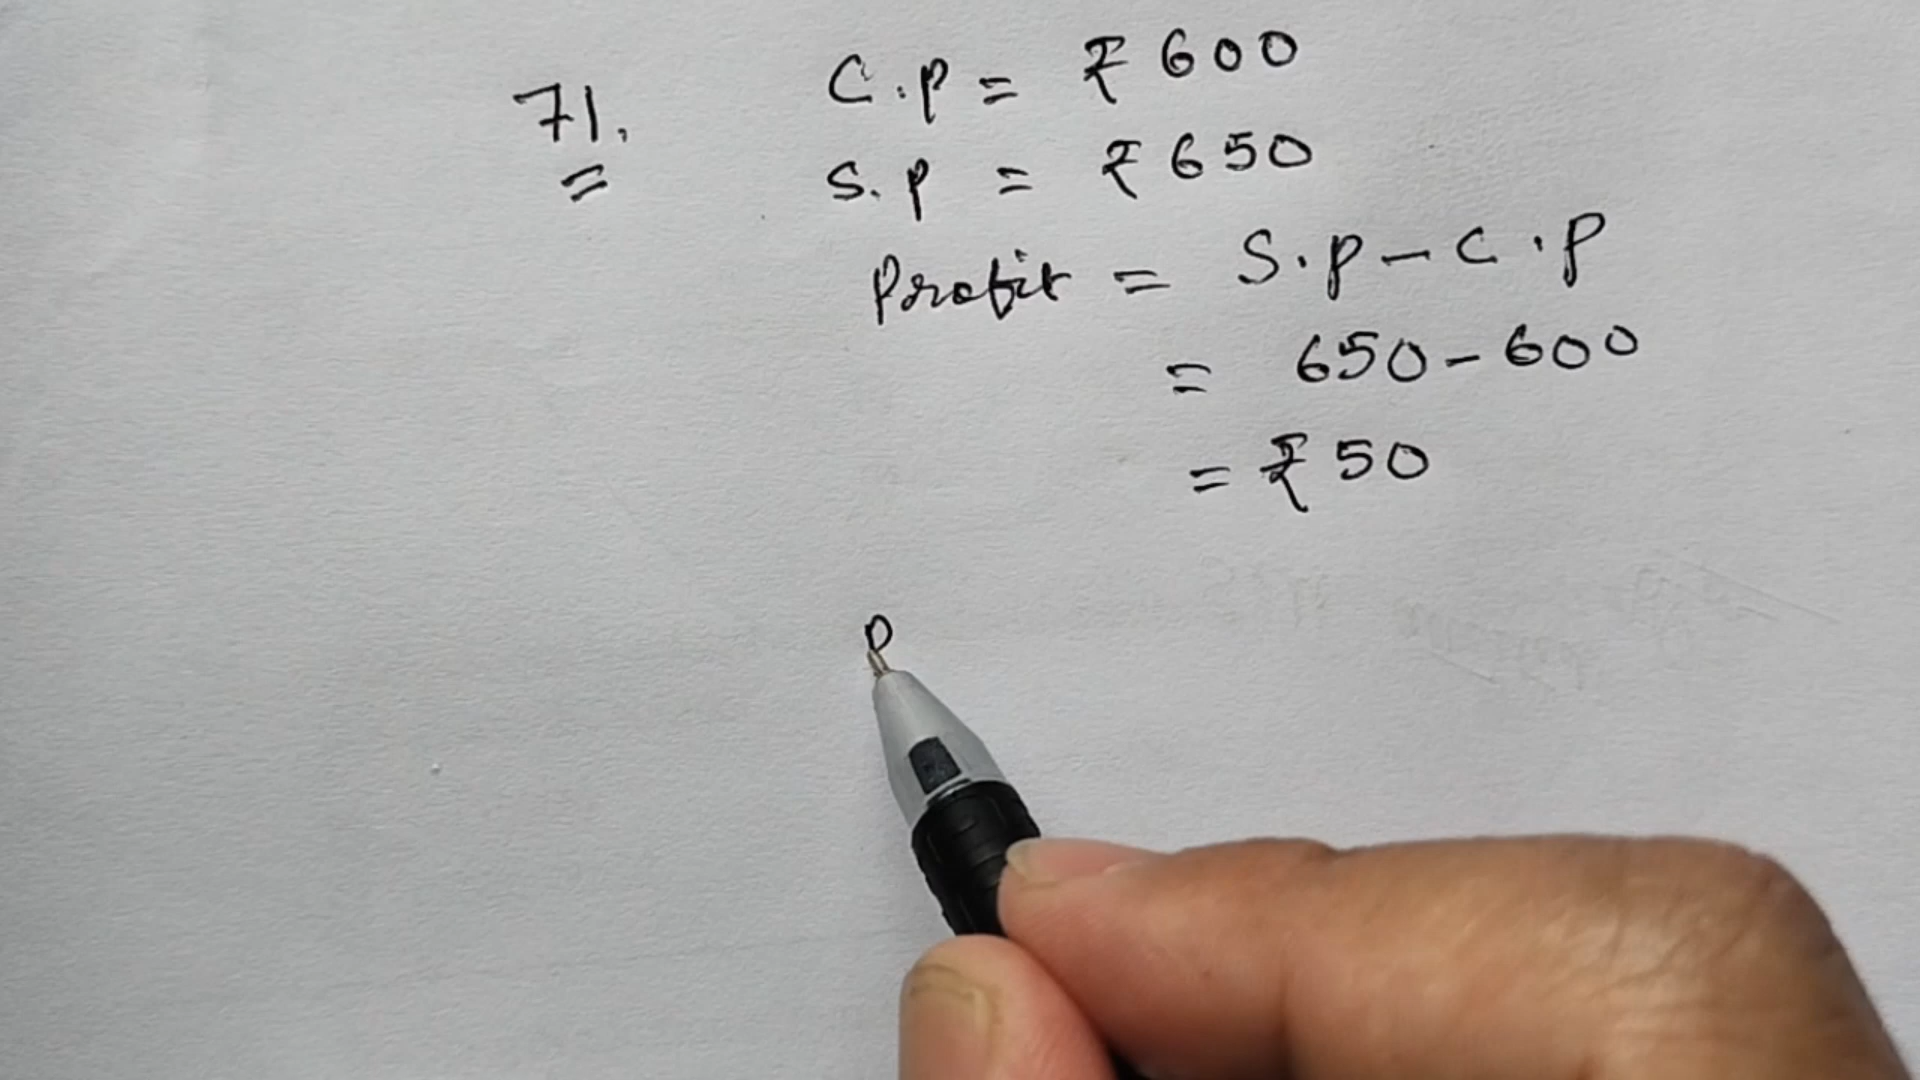 71.
C.P = ₹ 600
S.P = ₹ 650
Profit = S.P - C.P
= 650 - 600
= ₹ 50
P